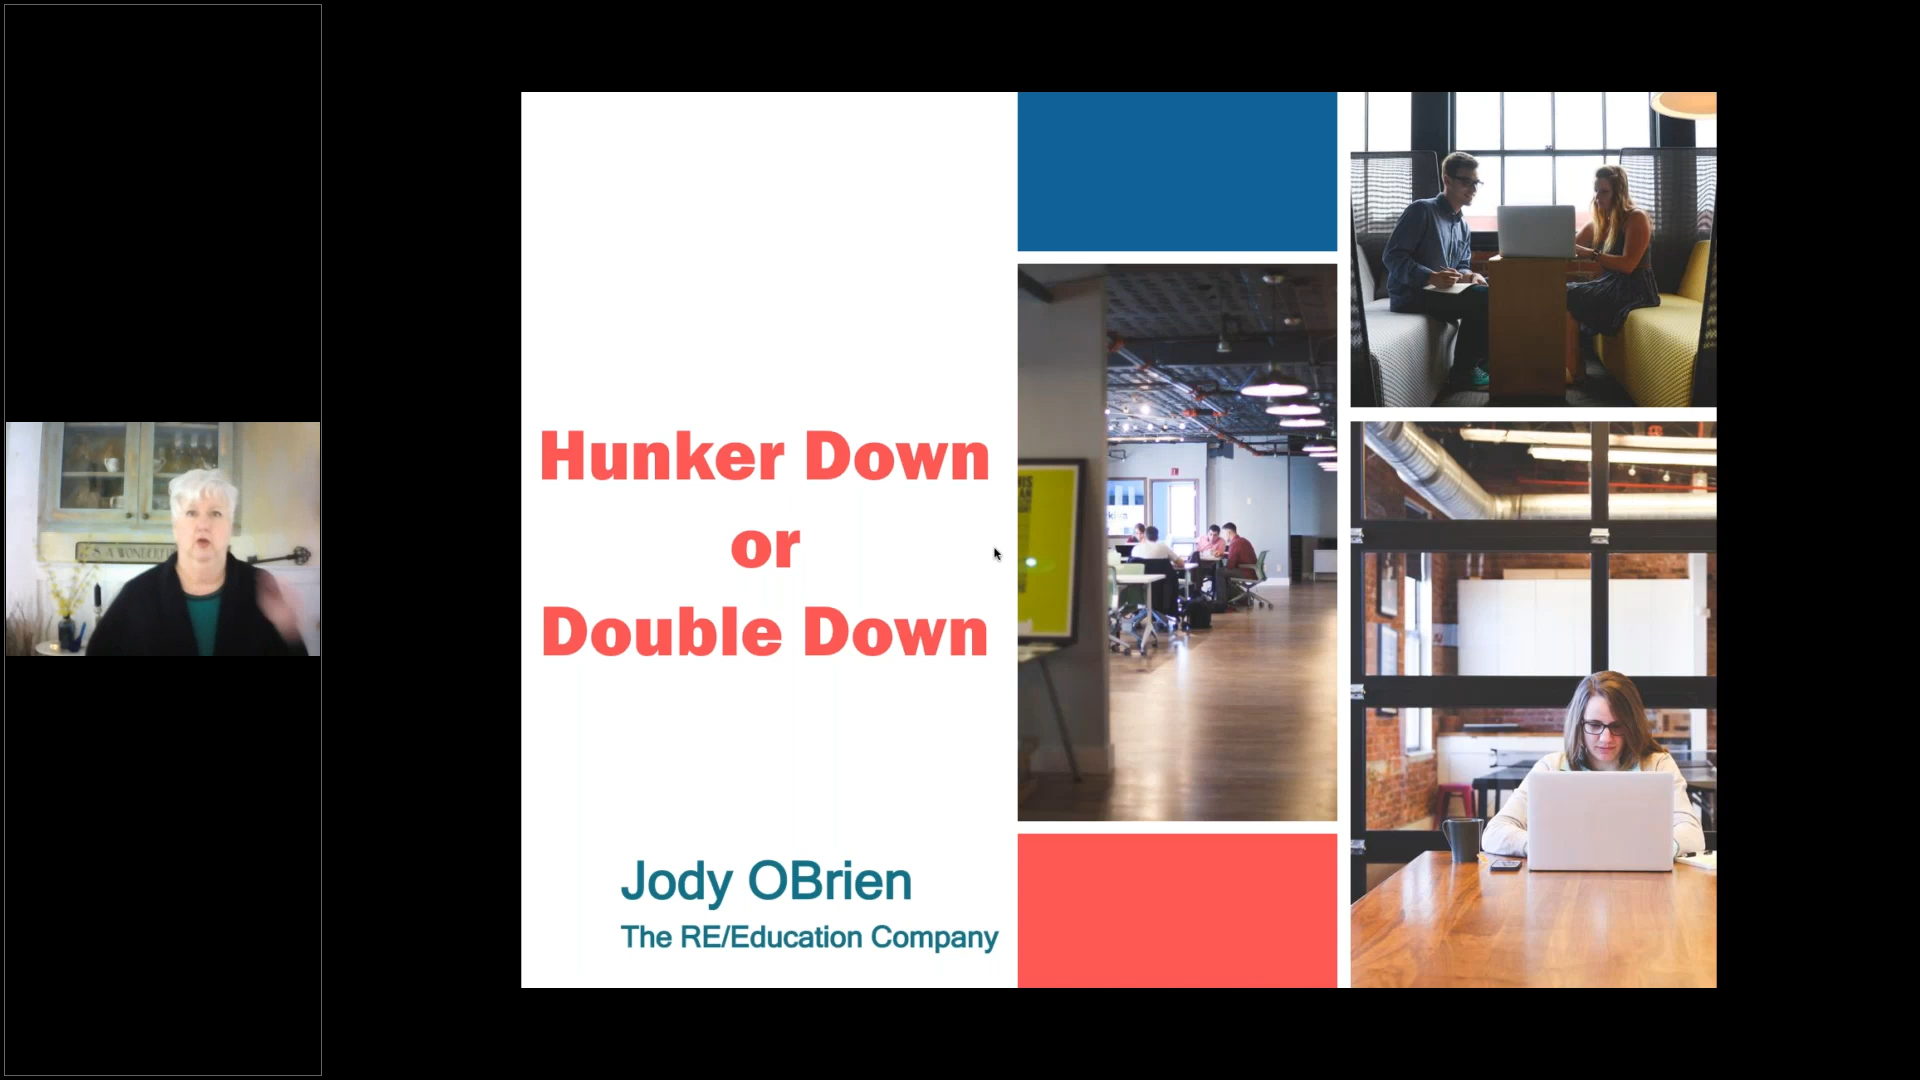 Hunker Down
or
Double Down
Jody OBrien
The RE/Education Company